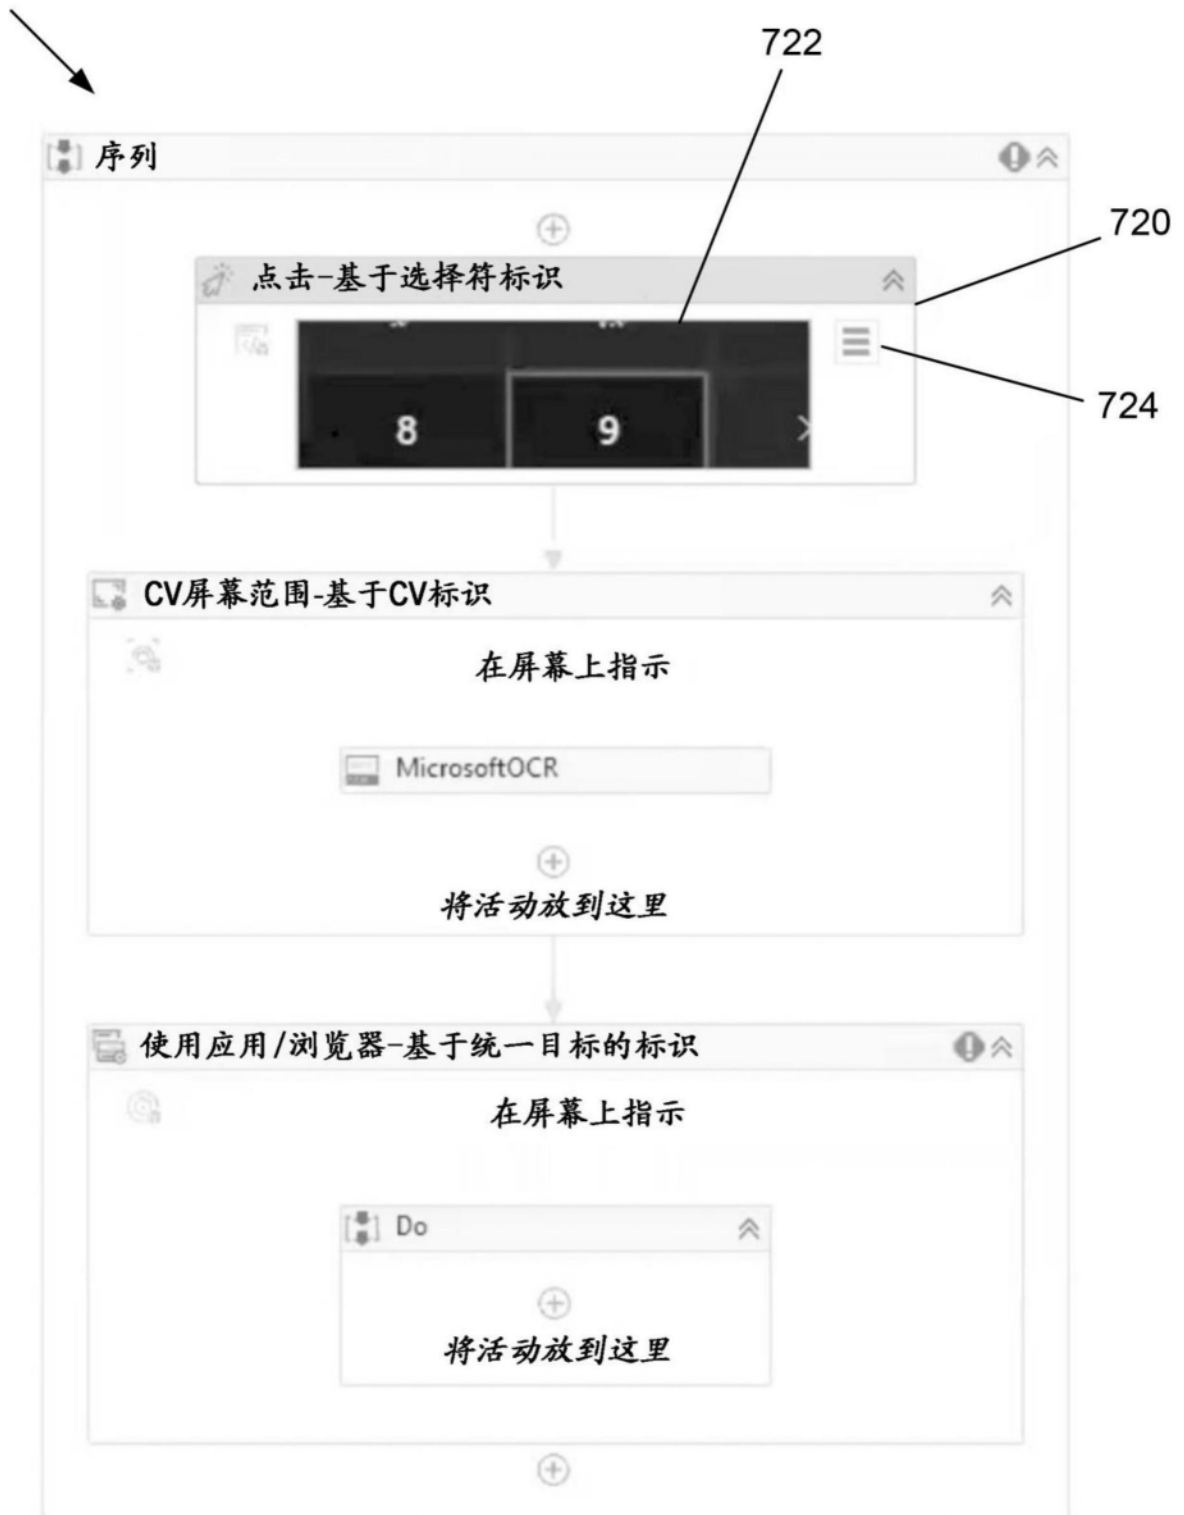 722
序列
720
点击-基于选择符标识
724
8 9
CV屏幕范围-基于CV标识
在屏幕上指示
MicrosoftOCR
将活动放到这里
使用应用/浏览器-基于统一目标的标识
在屏幕上指示
Do
将活动放到这里